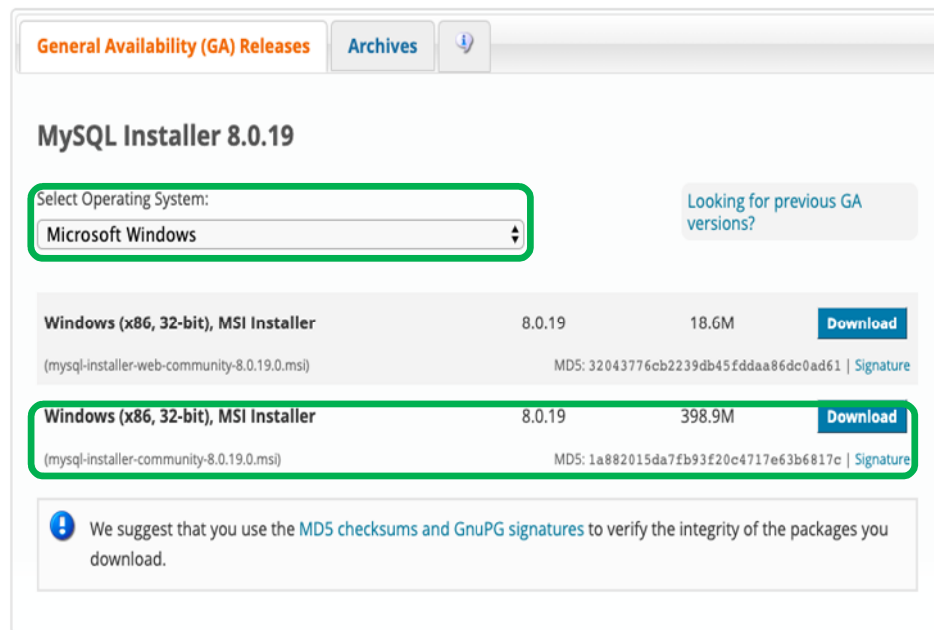 General Availability (GA) Releases
Archives
MySQL Installer 8.0.19
Select Operating System:
Looking for previous GA
versions?
Microsoft Windows
Windows (x86, 32-bit), MSI Installer 8.0.19 18.6M Download
(mysql-installer-web-community-8.0.19.0.msi) MD5: 32043776cb2239db45fddaa86dc0ad61 | Signature
Windows (x86, 32-bit), MSI Installer 8.0.19 398.9M Download
(mysql-installer-community-8.0.19.0.msi) MD5: 1a882015da7fb93f20c4717e63b6817c | Signature
We suggest that you use the MD5 checksums and GnuPG signatures to verify the integrity of the packages you
download.